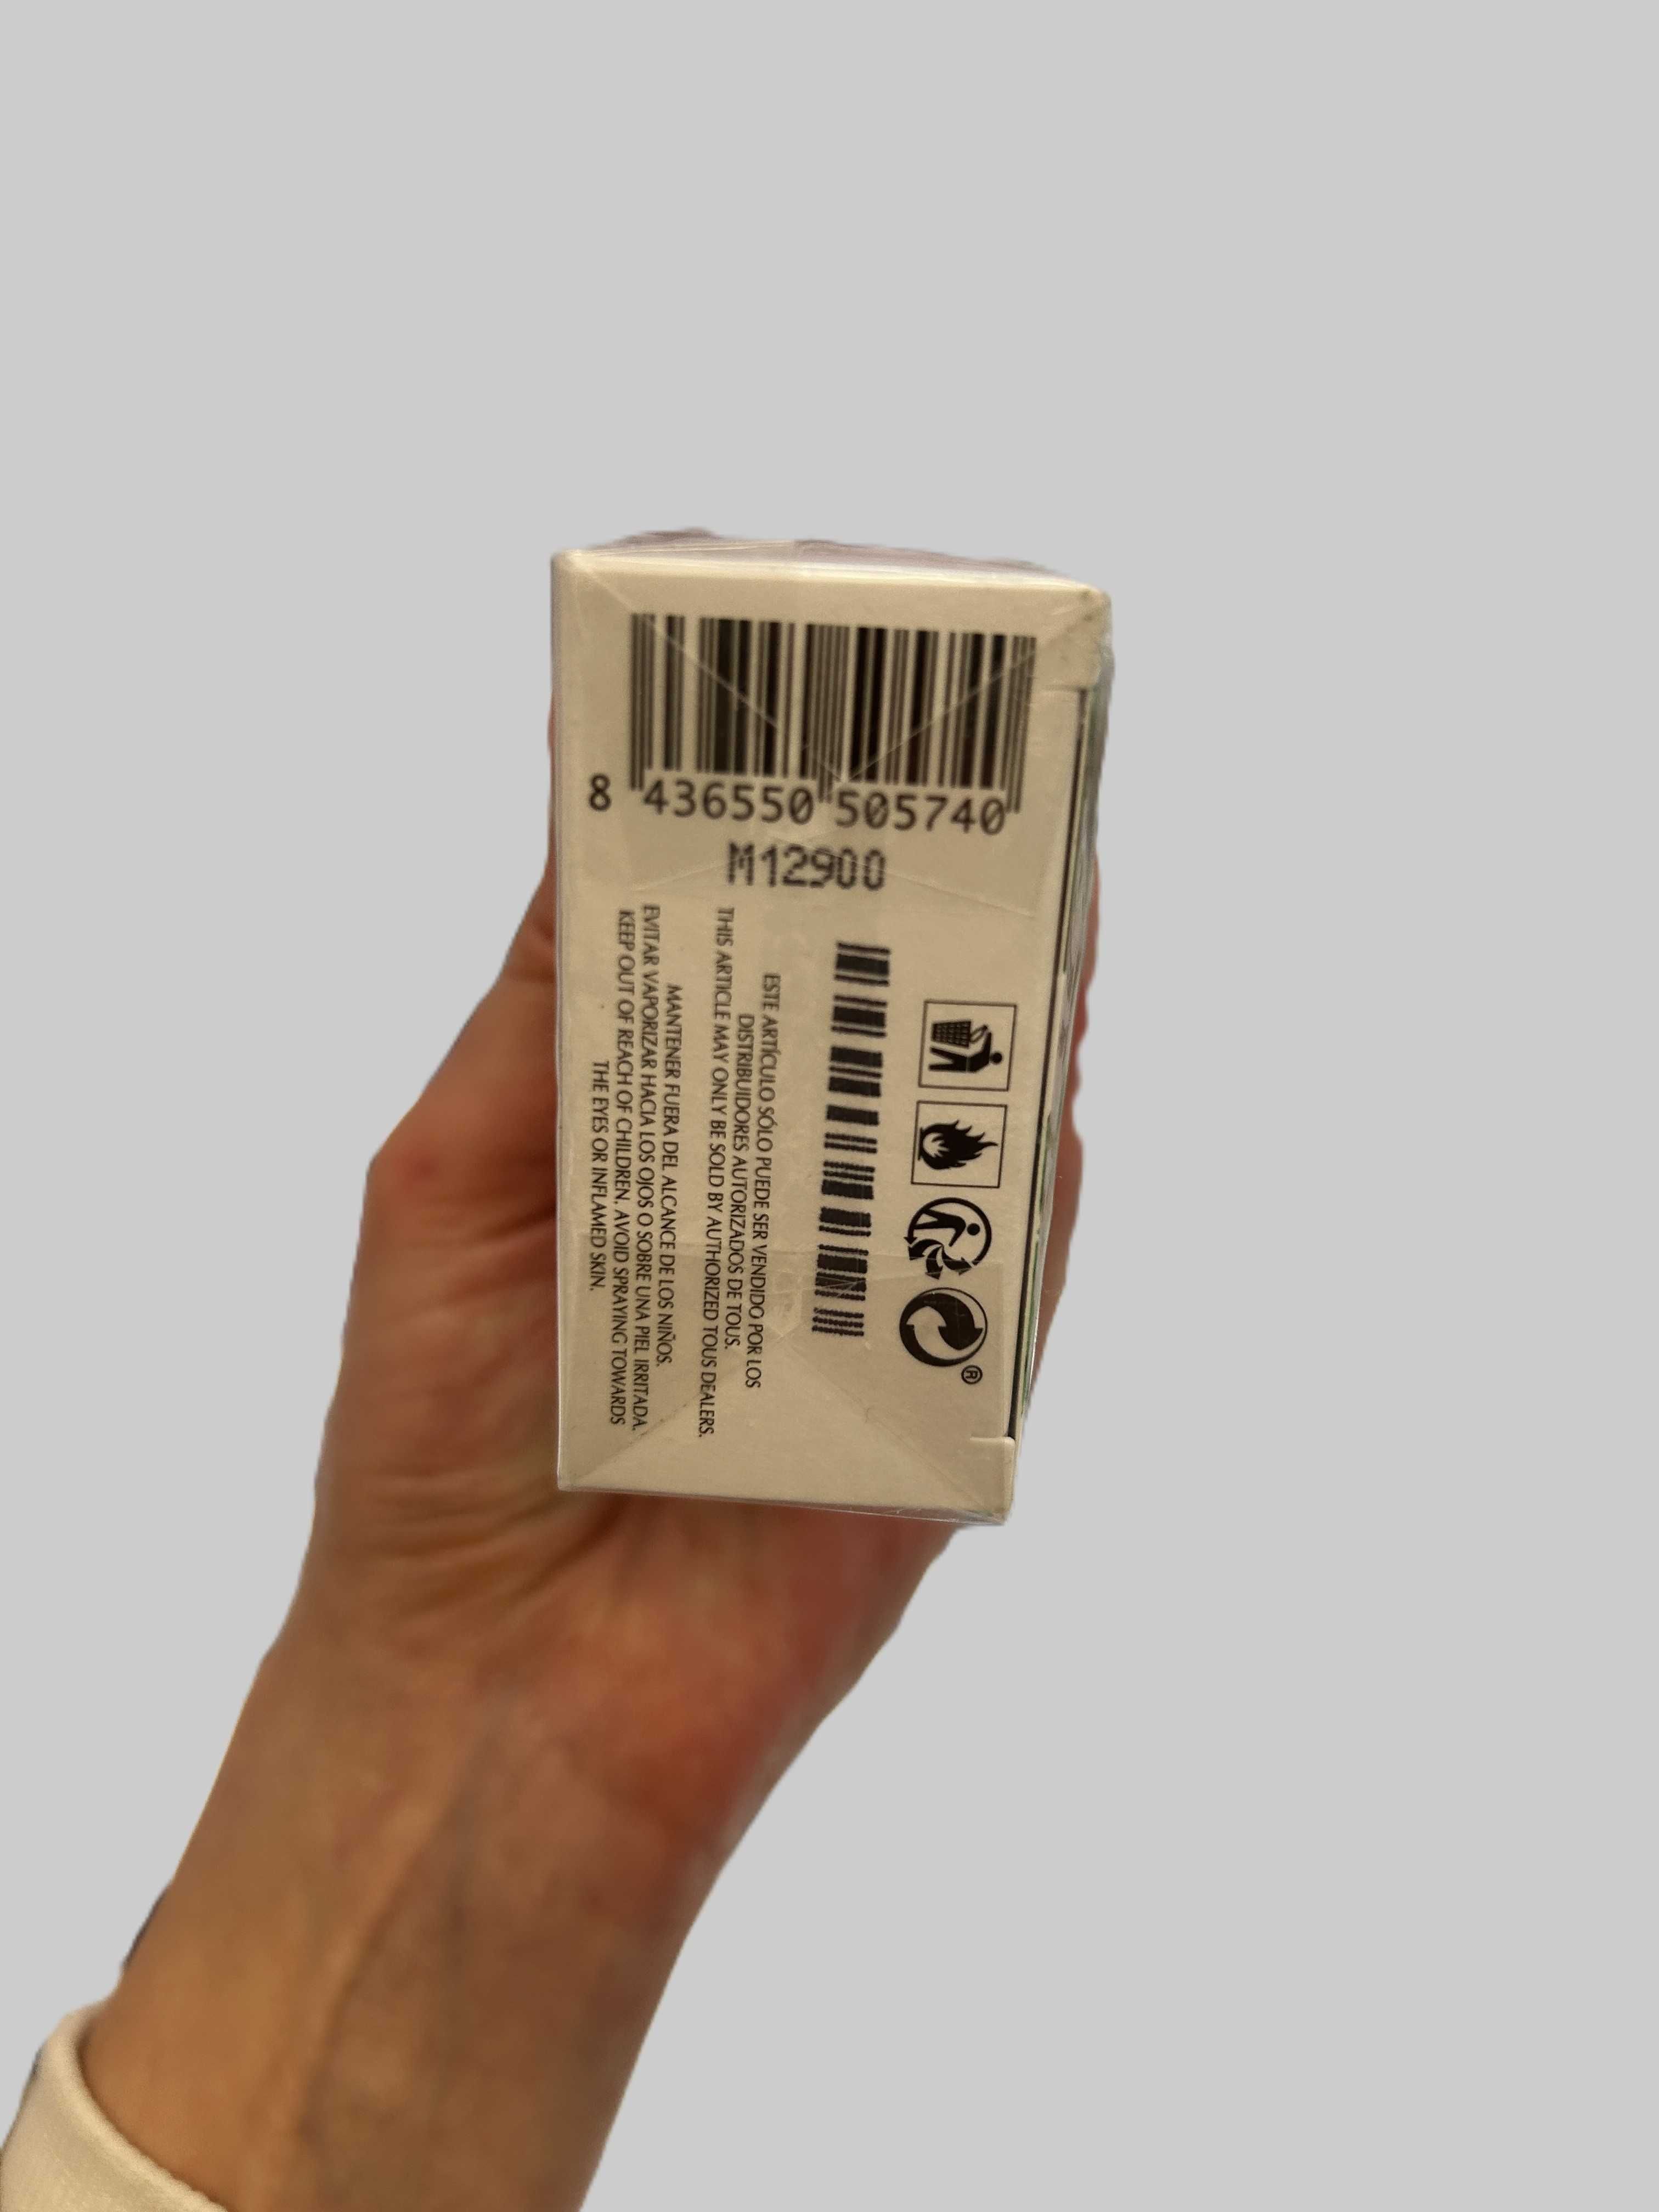 8 436550 505740
M12900
ESTE ARTÍCULO SÓLO PUEDE SER VENDIDO POR LOS
DISTRIBUIDORES AUTORIZADOS DE TOUS.
THIS ARTICLE MAY ONLY BE SOLD BY AUTHORIZED TOUS DEALERS.
MANTENER FUERA DEL ALCANCE DE LOS NIÑOS.
EVITAR VAPORIZAR HACIA LOS OJOS O SOBRE UNA PIEL IRRITADA.
KEEP OUT OF REACH OF CHILDREN. AVOID SPRAYING TOWARDS
THE EYES OR INFLAMED SKIN.
®